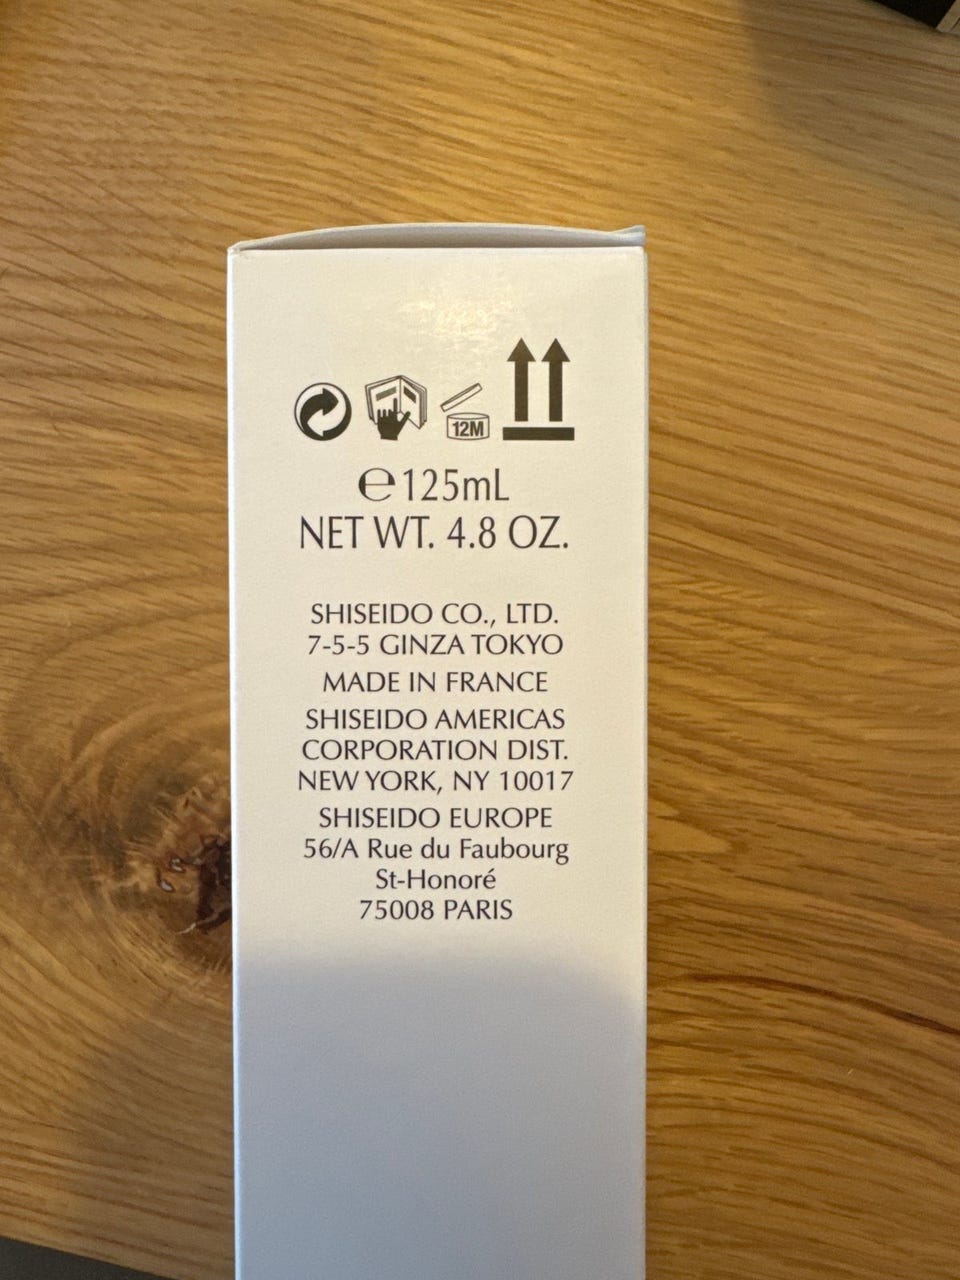 12M
℮125mL
NET WT. 4.8 OZ.
SHISEIDO CO., LTD.
7-5-5 GINZA TOKYO
MADE IN FRANCE
SHISEIDO AMERICAS
CORPORATION DIST.
NEW YORK, NY 10017
SHISEIDO EUROPE
56/A Rue du Faubourg
St-Honoré
75008 PARIS